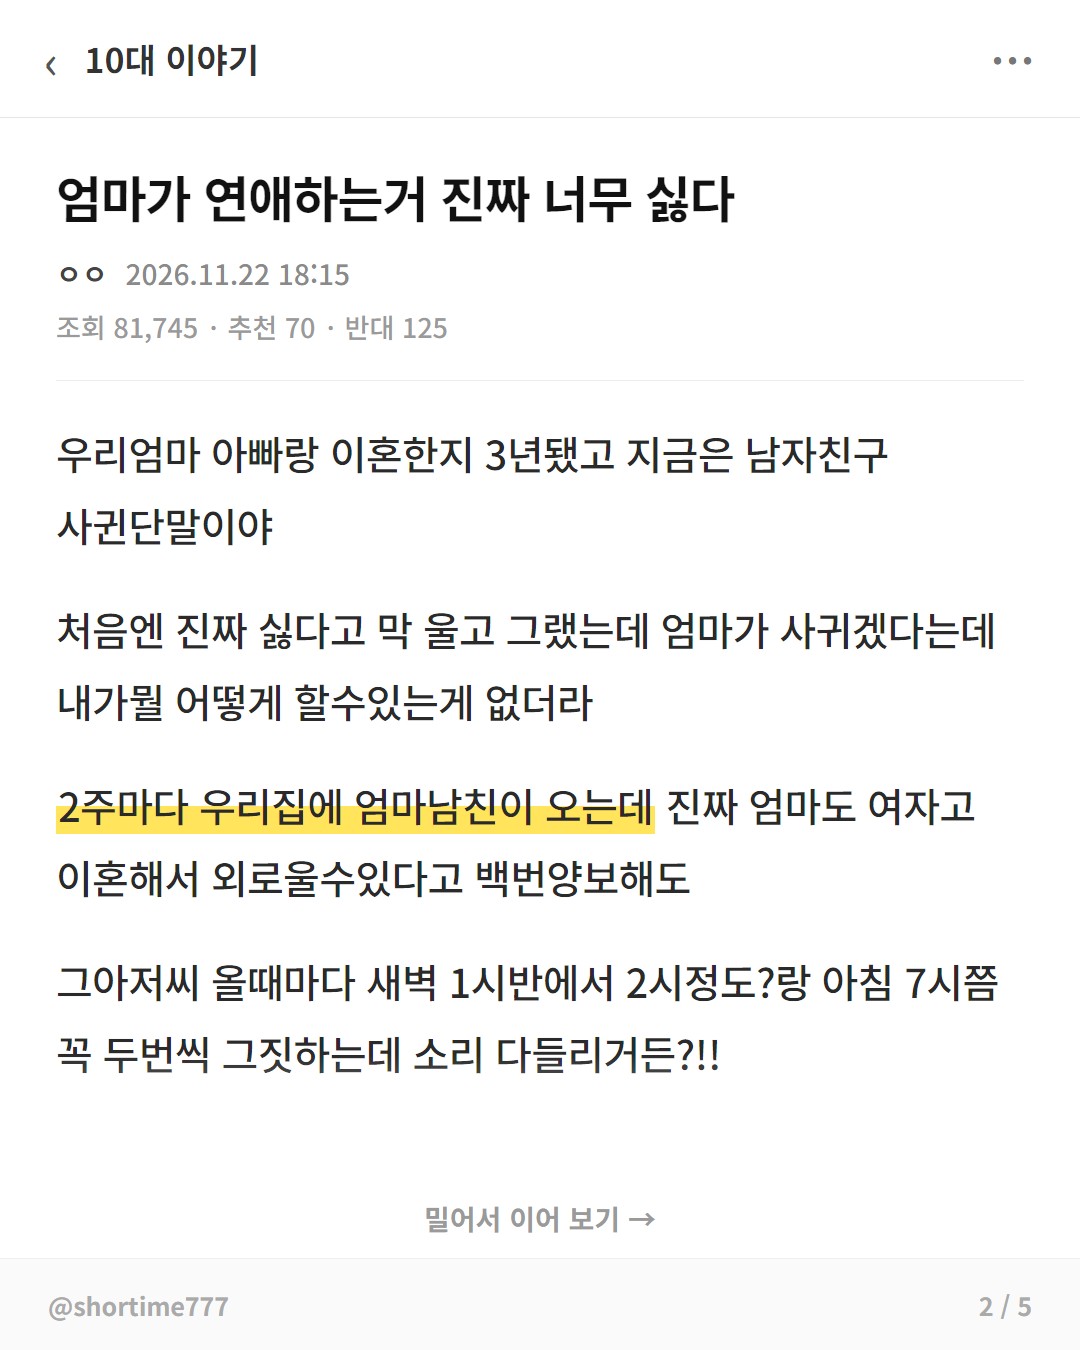 ‹ 10대 이야기 •••
엄마가 연애하는거 진짜 너무 싫다
ㅇㅇ 2026.11.22 18:15
조회 81,745 · 추천 70 · 반대 125
우리엄마 아빠랑 이혼한지 3년됐고 지금은 남자친구
사귄단말이야
처음엔 진짜 싫다고 막 울고 그랬는데 엄마가 사귀겠다는데
내가뭘 어떻게 할수있는게 없더라
2주마다 우리집에 엄마남친이 오는데 진짜 엄마도 여자고
이혼해서 외로울수있다고 백번양보해도
그아저씨 올때마다 새벽 1시반에서 2시정도?랑 아침 7시쯤
꼭 두번씩 그짓하는데 소리 다들리거든?!!
밀어서 이어 보기 →
@shortime777 2 / 5